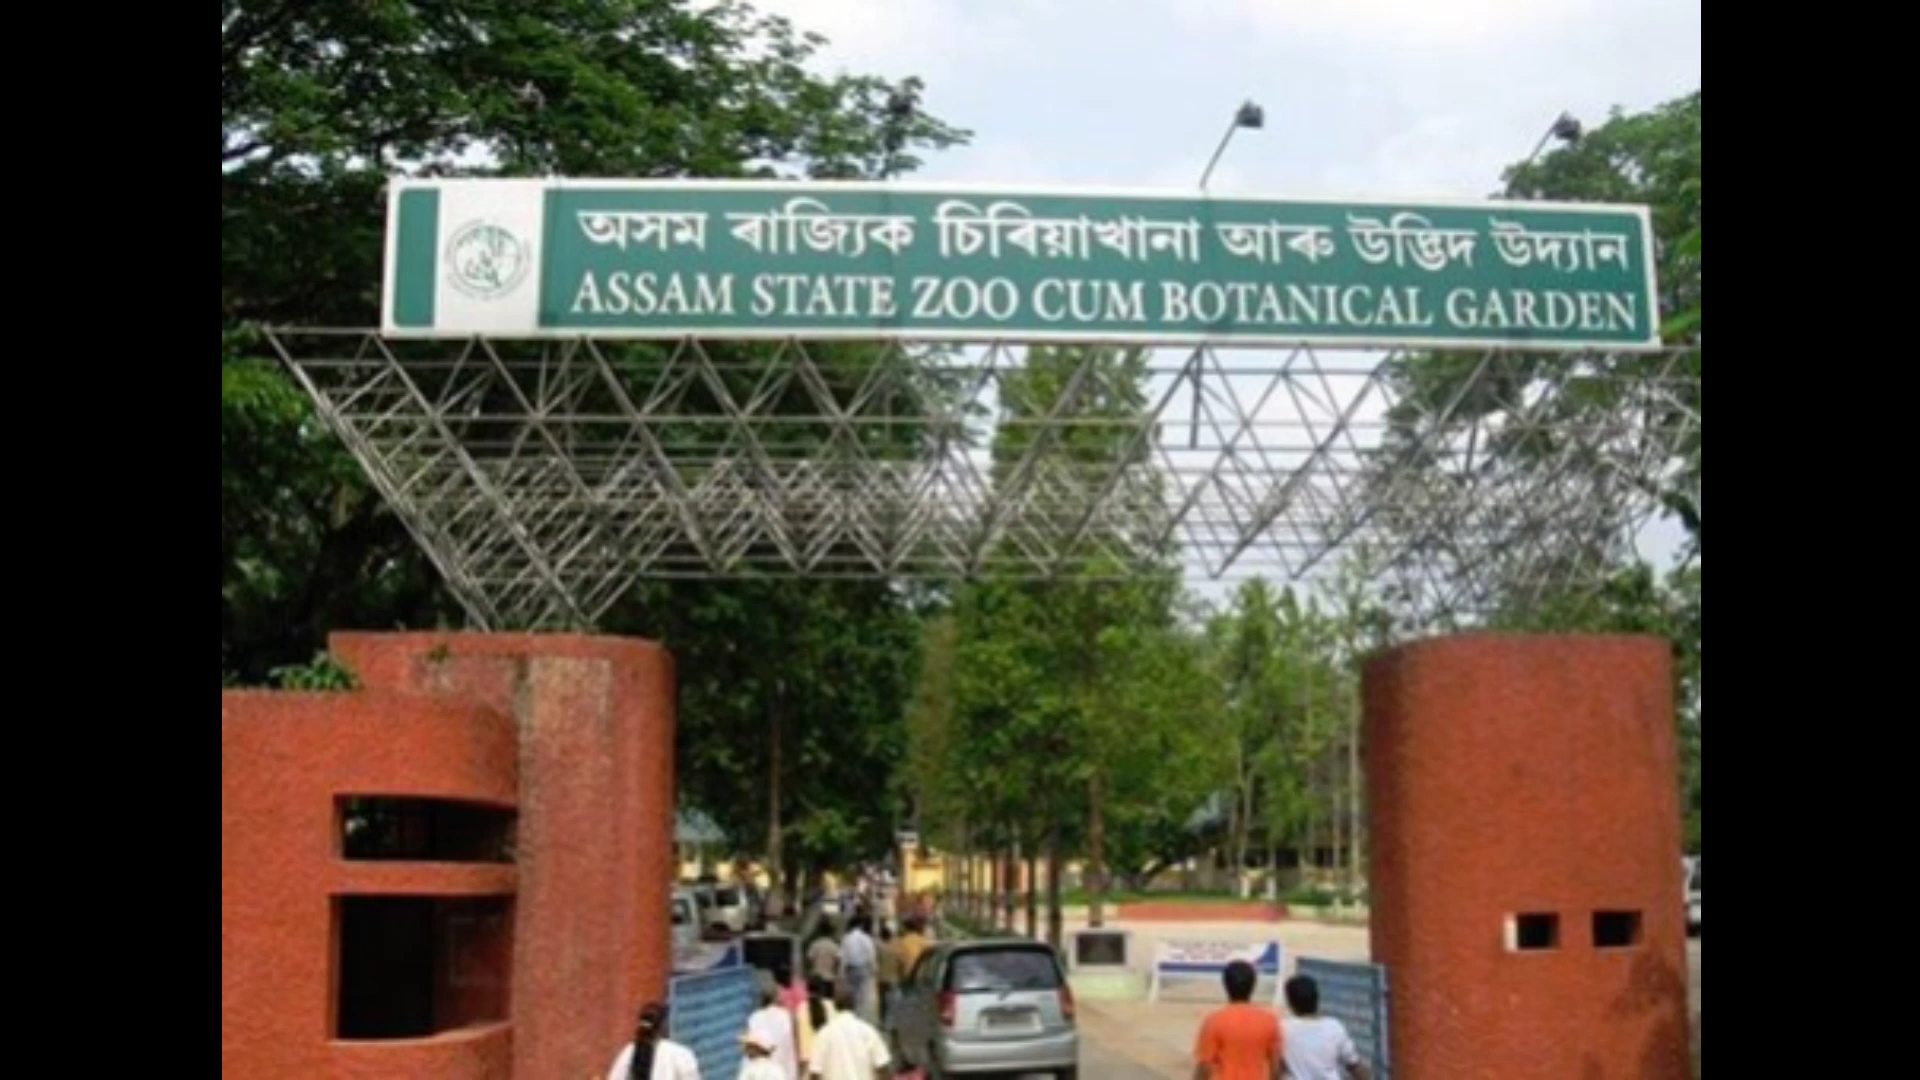 অসম ৰাজ্যিক চিৰিয়াখানা আৰু উদ্ভিদ উদ্যান
ASSAM STATE ZOO CUM BOTANICAL GARDEN